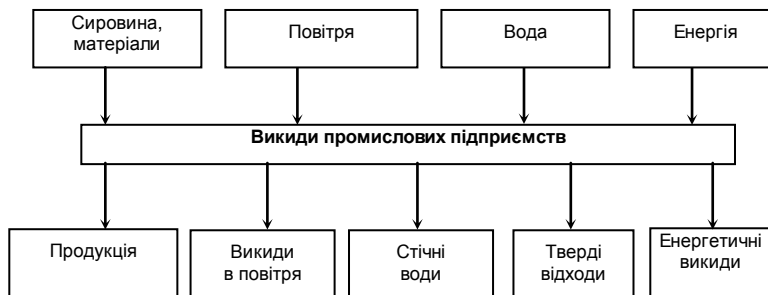 Сировина,
матеріали
Повітря
Вода
Енергія
Викиди промислових підприємств
Продукція
Викиди
в повітря
Стічні
води
Тверді
відходи
Енергетичні
викиди